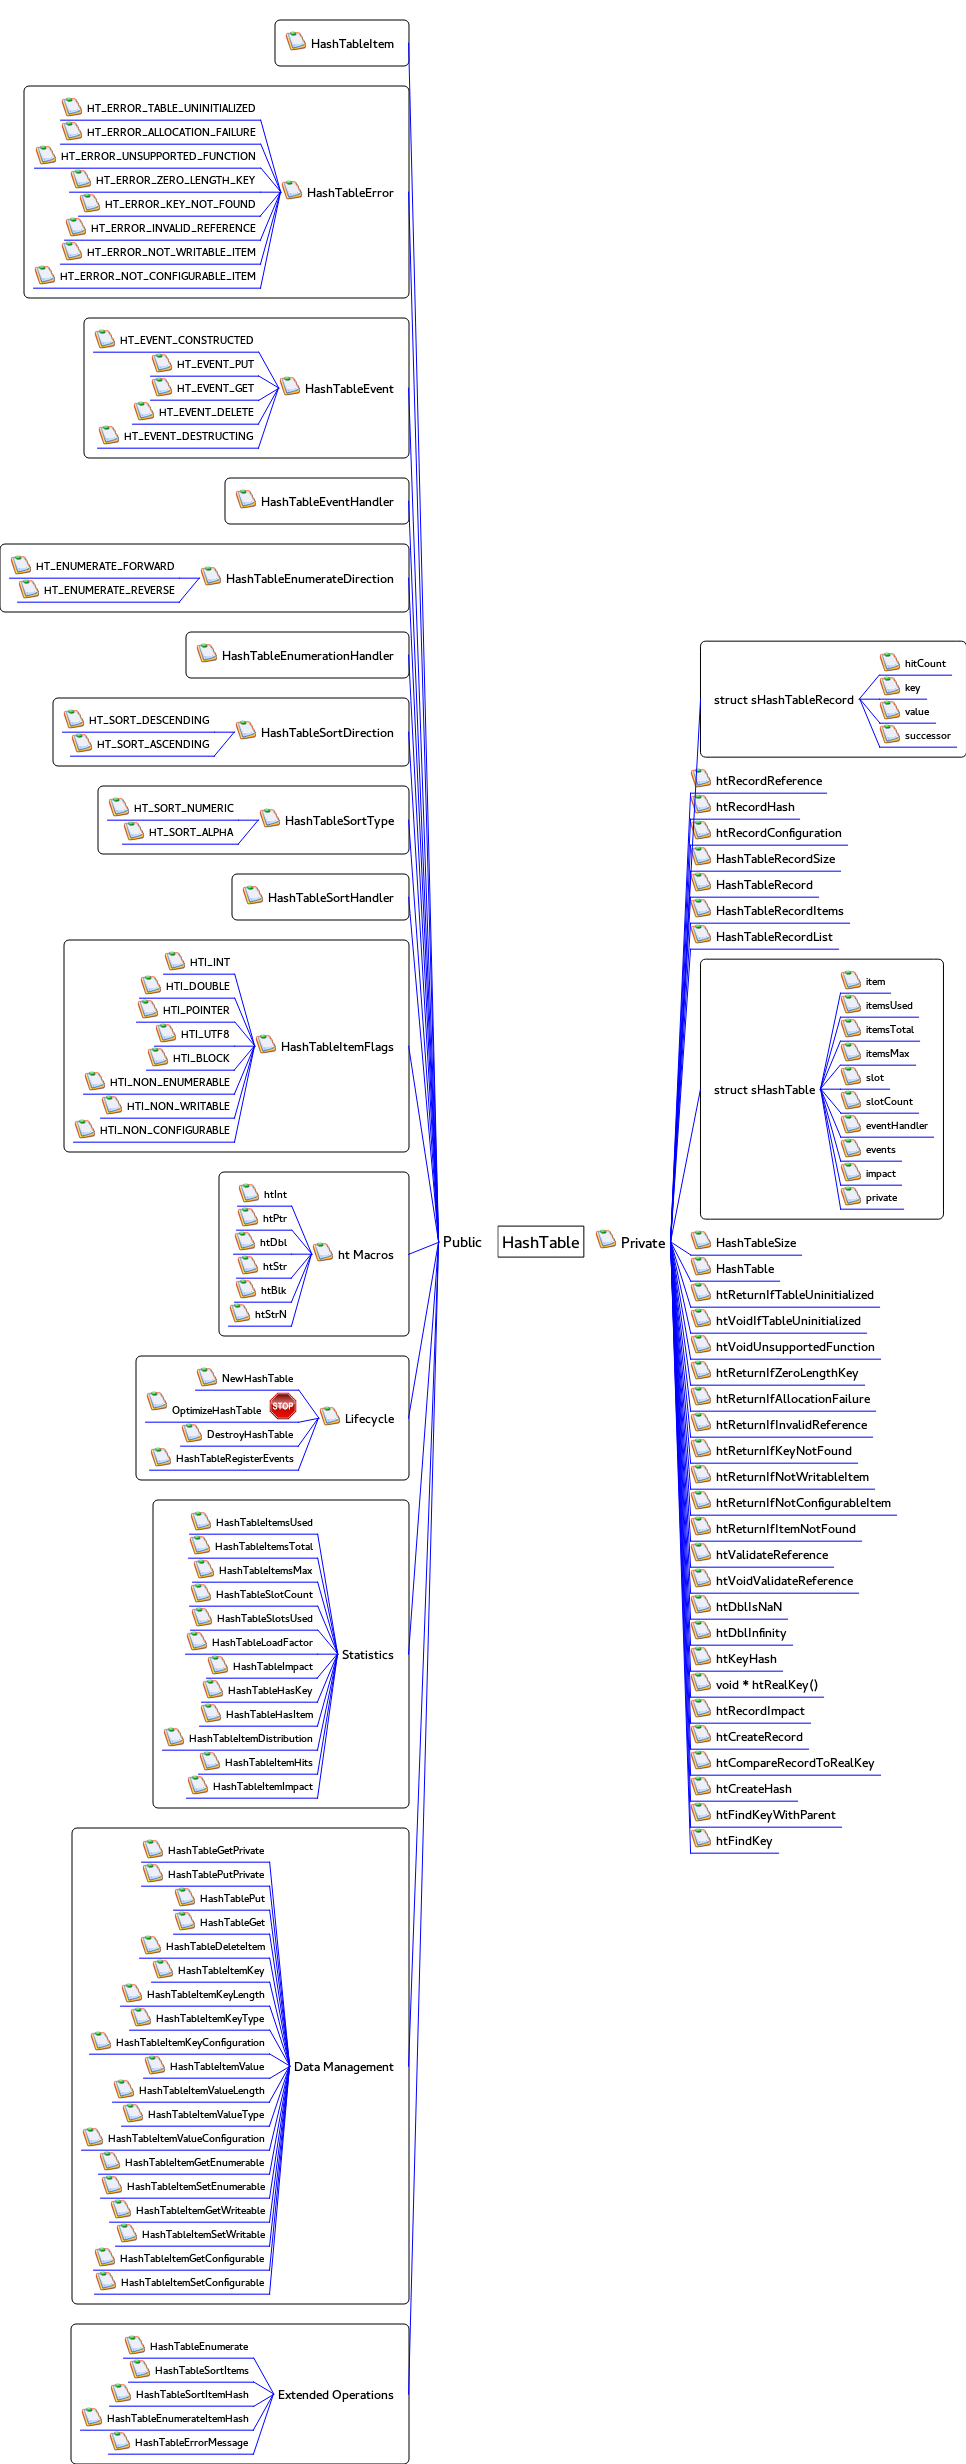 HashTableItem
HT_ERROR_TABLE_UNINITIALIZED
HT_ERROR_ALLOCATION_FAILURE
HT_ERROR_UNSUPPORTED_FUNCTION
HT_ERROR_ZERO_LENGTH_KEY
HashTableError
HT_ERROR_KEY_NOT_FOUND
HT_ERROR_INVALID_REFERENCE
HT_ERROR_NOT_WRITABLE_ITEM
HT_ERROR_NOT_CONFIGURABLE_ITEM
HT_EVENT_CONSTRUCTED
HT_EVENT_PUT
HT_EVENT_GET
HashTableEvent
HT_EVENT_DELETE
HT_EVENT_DESTRUCTING
HashTableEventHandler
HT_ENUMERATE_FORWARD
HashTableEnumerateDirection
HT_ENUMERATE_REVERSE
HashTableEnumerationHandler
HT_SORT_DESCENDING
HashTableSortDirection
HT_SORT_ASCENDING
HT_SORT_NUMERIC
HashTableSortType
HT_SORT_ALPHA
HashTableSortHandler
HTI_INT
HTI_DOUBLE
HTI_POINTER
HTI_UTF8
HashTableItemFlags
HTI_BLOCK
HTI_NON_ENUMERABLE
HTI_NON_WRITABLE
HTI_NON_CONFIGURABLE
htInt
htPtr
htDbl
ht Macros
htStr
htBlk
htStrN
NewHashTable
OptimizeHashTable
STOP
Lifecycle
DestroyHashTable
HashTableRegisterEvents
HashTableItemsUsed
HashTableItemsTotal
HashTableItemsMax
HashTableSlotCount
HashTableSlotsUsed
HashTableLoadFactor
Statistics
HashTableImpact
HashTableHasKey
HashTableHasItem
HashTableItemDistribution
HashTableItemHits
HashTableItemImpact
HashTableGetPrivate
HashTablePutPrivate
HashTablePut
HashTableGet
HashTableDeleteItem
HashTableItemKey
HashTableItemKeyLength
HashTableItemKeyType
HashTableItemKeyConfiguration
HashTableItemValue
Data Management
HashTableItemValueLength
HashTableItemValueType
HashTableItemValueConfiguration
HashTableItemGetEnumerable
HashTableItemSetEnumerable
HashTableItemGetWriteable
HashTableItemSetWritable
HashTableItemGetConfigurable
HashTableItemSetConfigurable
HashTableEnumerate
HashTableSortItems
HashTableSortItemHash
Extended Operations
HashTableEnumerateItemHash
HashTableErrorMessage
Public
HashTable
Private
struct sHashTableRecord
hitCount
key
value
successor
htRecordReference
htRecordHash
htRecordConfiguration
HashTableRecordSize
HashTableRecord
HashTableRecordItems
HashTableRecordList
struct sHashTable
item
itemsUsed
itemsTotal
itemsMax
slot
slotCount
eventHandler
events
impact
private
HashTableSize
HashTable
htReturnIfTableUninitialized
htVoidIfTableUninitialized
htVoidUnsupportedFunction
htReturnIfZeroLengthKey
htReturnIfAllocationFailure
htReturnIfInvalidReference
htReturnIfKeyNotFound
htReturnIfNotWritableItem
htReturnIfNotConfigurableItem
htReturnIfItemNotFound
htValidateReference
htVoidValidateReference
htDblIsNaN
htDblInfinity
htKeyHash
void * htRealKey()
htRecordImpact
htCreateRecord
htCompareRecordToRealKey
htCreateHash
htFindKeyWithParent
htFindKey